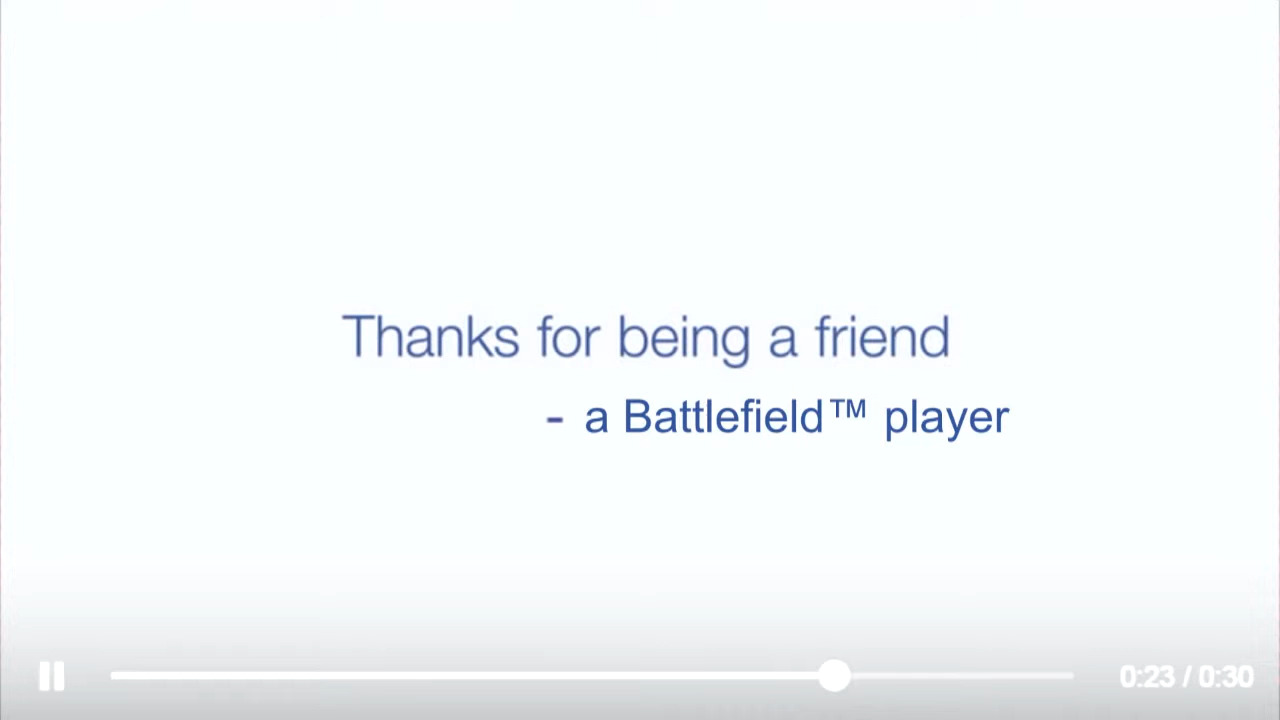 Thanks for being a friend
- a Battlefield™ player
0:23 / 0:30